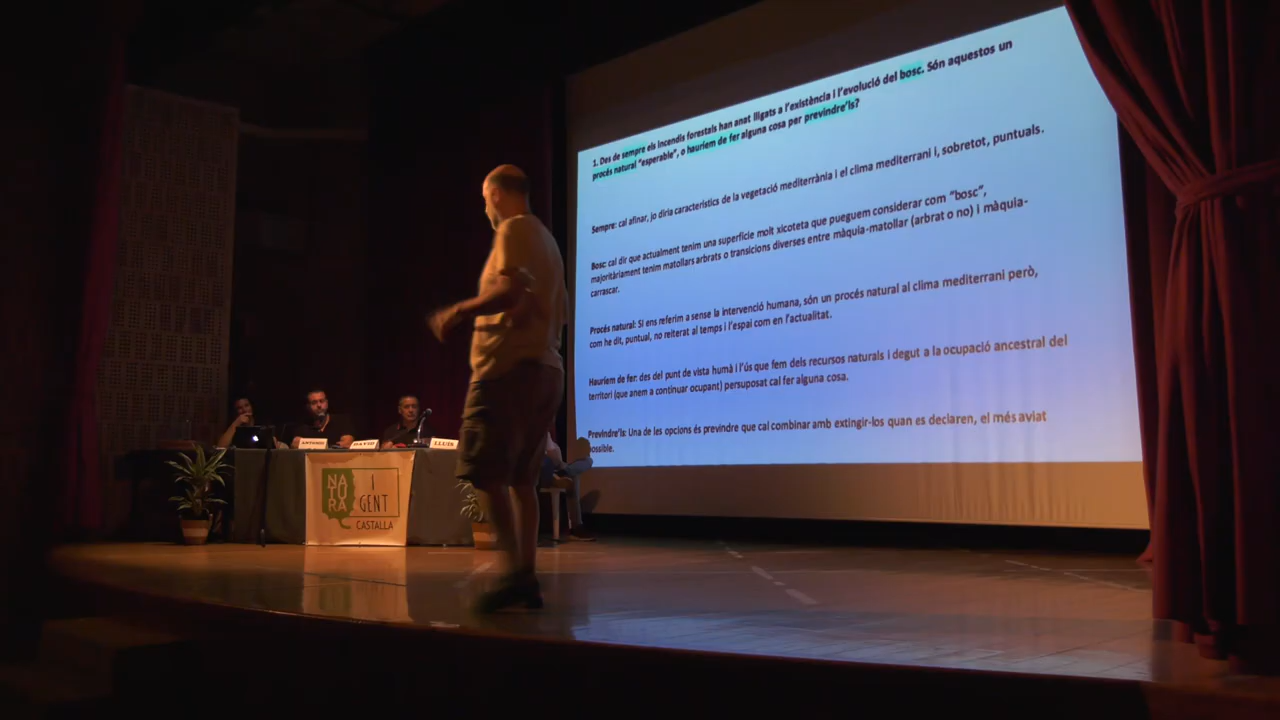 1. Des de sempre els incendis forestals han anat lligats a l'existència i l'evolució del bosc. Són aquestos un
procés natural "esperable", o hauríem de fer alguna cosa per previndre'ls?
Sempre: cal afinar, jo diria característics de la vegetació mediterrània i el clima mediterrani i, sobretot, puntuals.
Bosc: cal dir que actualment tenim una superfície molt xicoteta que pueguem considerar com "bosc",
majoritàriament tenim matollars arbrats o transicions diverses entre màquia-matollar (arbrat o no) i màquia-
carrascar.
Procés natural: Si ens referim a sense la intervenció humana, són un procés natural al clima mediterrani però,
com he dit, puntual, no reiterat al temps i l'espai com en l'actualitat.
Hauríem de fer: des del punt de vista humà i l'ús que fem dels recursos naturals i degut a la ocupació ancestral del
territori (que anem a continuar ocupant) persuposat cal fer alguna cosa.
Previndre'ls: Una de les opcions és previndre que cal combinar amb extingir-los quan es declaren, el més aviat
possible.
ANTONIO
DAVID
LLUÍS
NA
TU
RA
I
GENT
CASTALLA